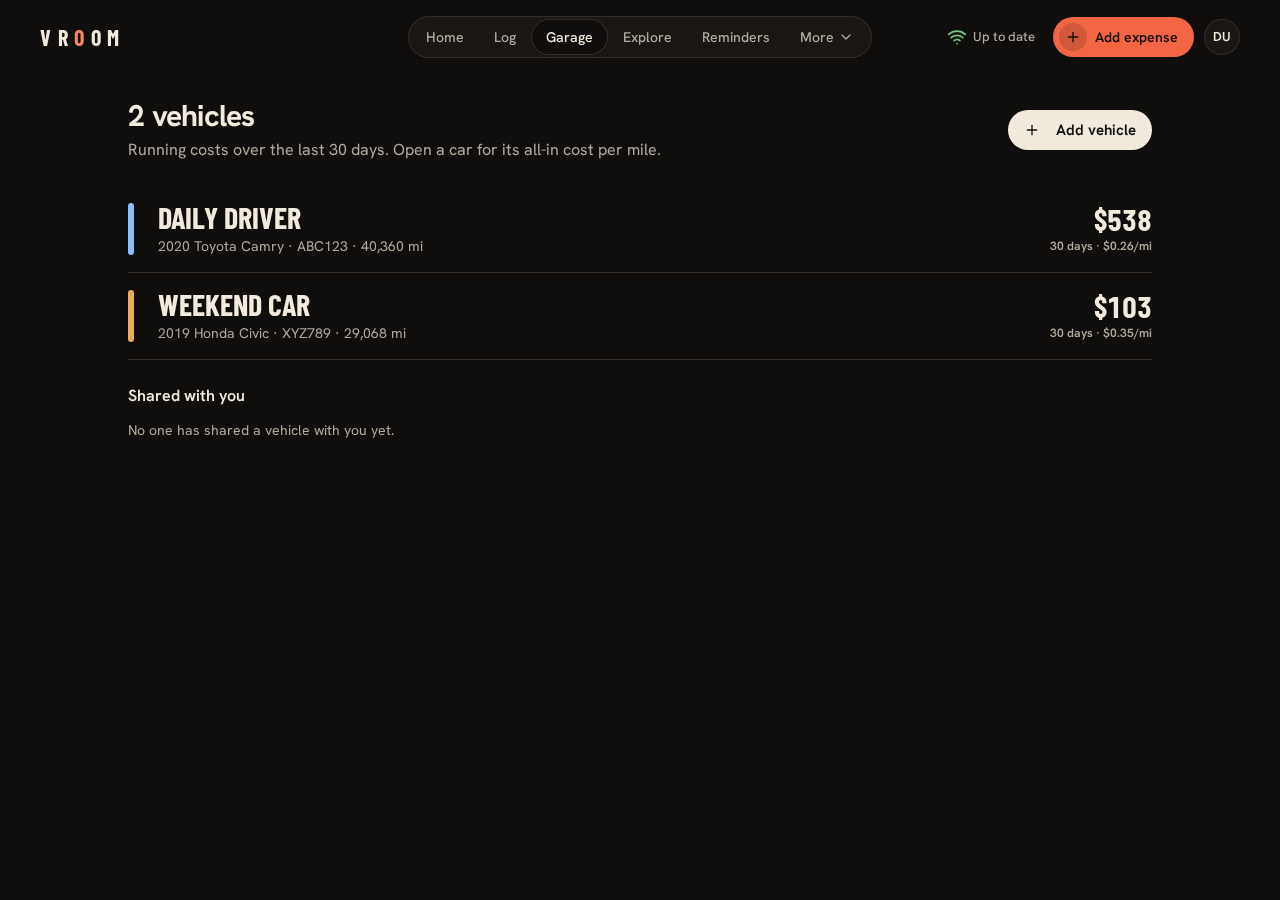 VROOM
Home Log Garage Explore Reminders More
Up to date
Add expense
DU
2 vehicles
Running costs over the last 30 days. Open a car for its all-in cost per mile.
Add vehicle
DAILY DRIVER
2020 Toyota Camry · ABC123 · 40,360 mi
$538
30 days · $0.26/mi
WEEKEND CAR
2019 Honda Civic · XYZ789 · 29,068 mi
$103
30 days · $0.35/mi
Shared with you
No one has shared a vehicle with you yet.